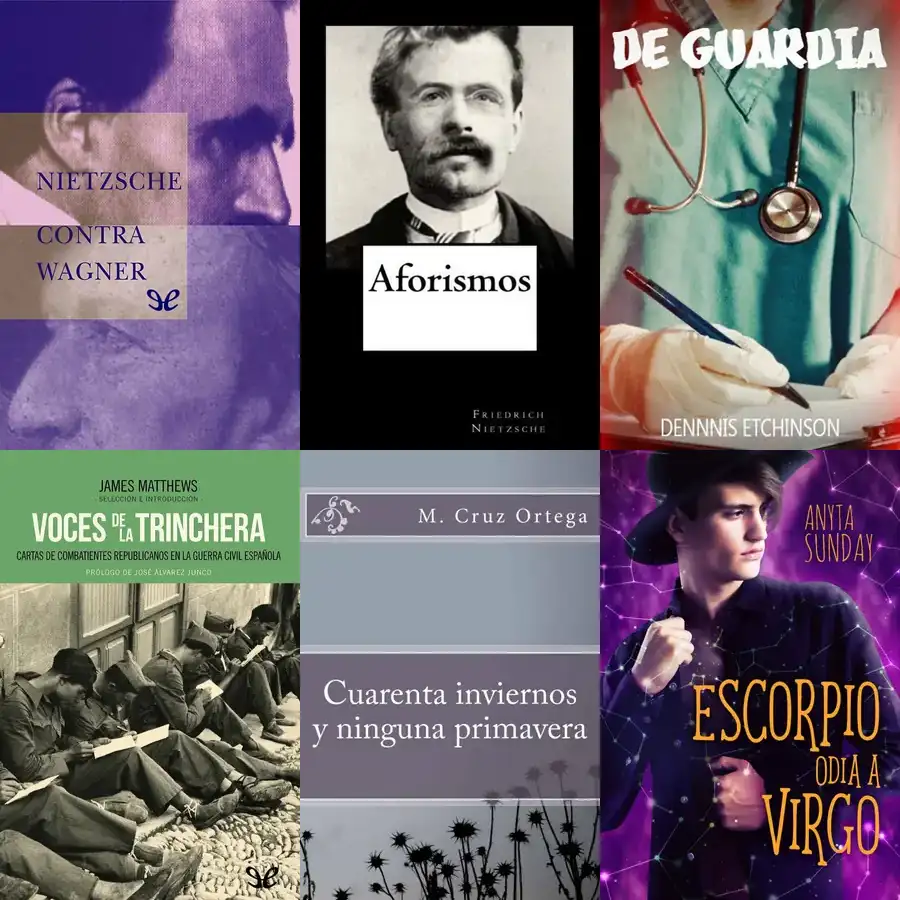 NIETZSCHE
CONTRA
WAGNER
Aforismos
FRIEDRICH
NIETZSCHE
DE GUARDIA
DENNNIS ETCHINSON
JAMES MATTHEWS
- SELECCIÓN E INTRODUCCIÓN -
VOCES DE LA TRINCHERA
CARTAS DE COMBATIENTES REPUBLICANOS EN LA GUERRA CIVIL ESPAÑOLA
PRÓLOGO DE JOSÉ ÁLVAREZ JUNCO
M. Cruz Ortega
Cuarenta inviernos
y ninguna primavera
ANYTA
SUNDAY
ESCORPIO
ODIA A
VIRGO